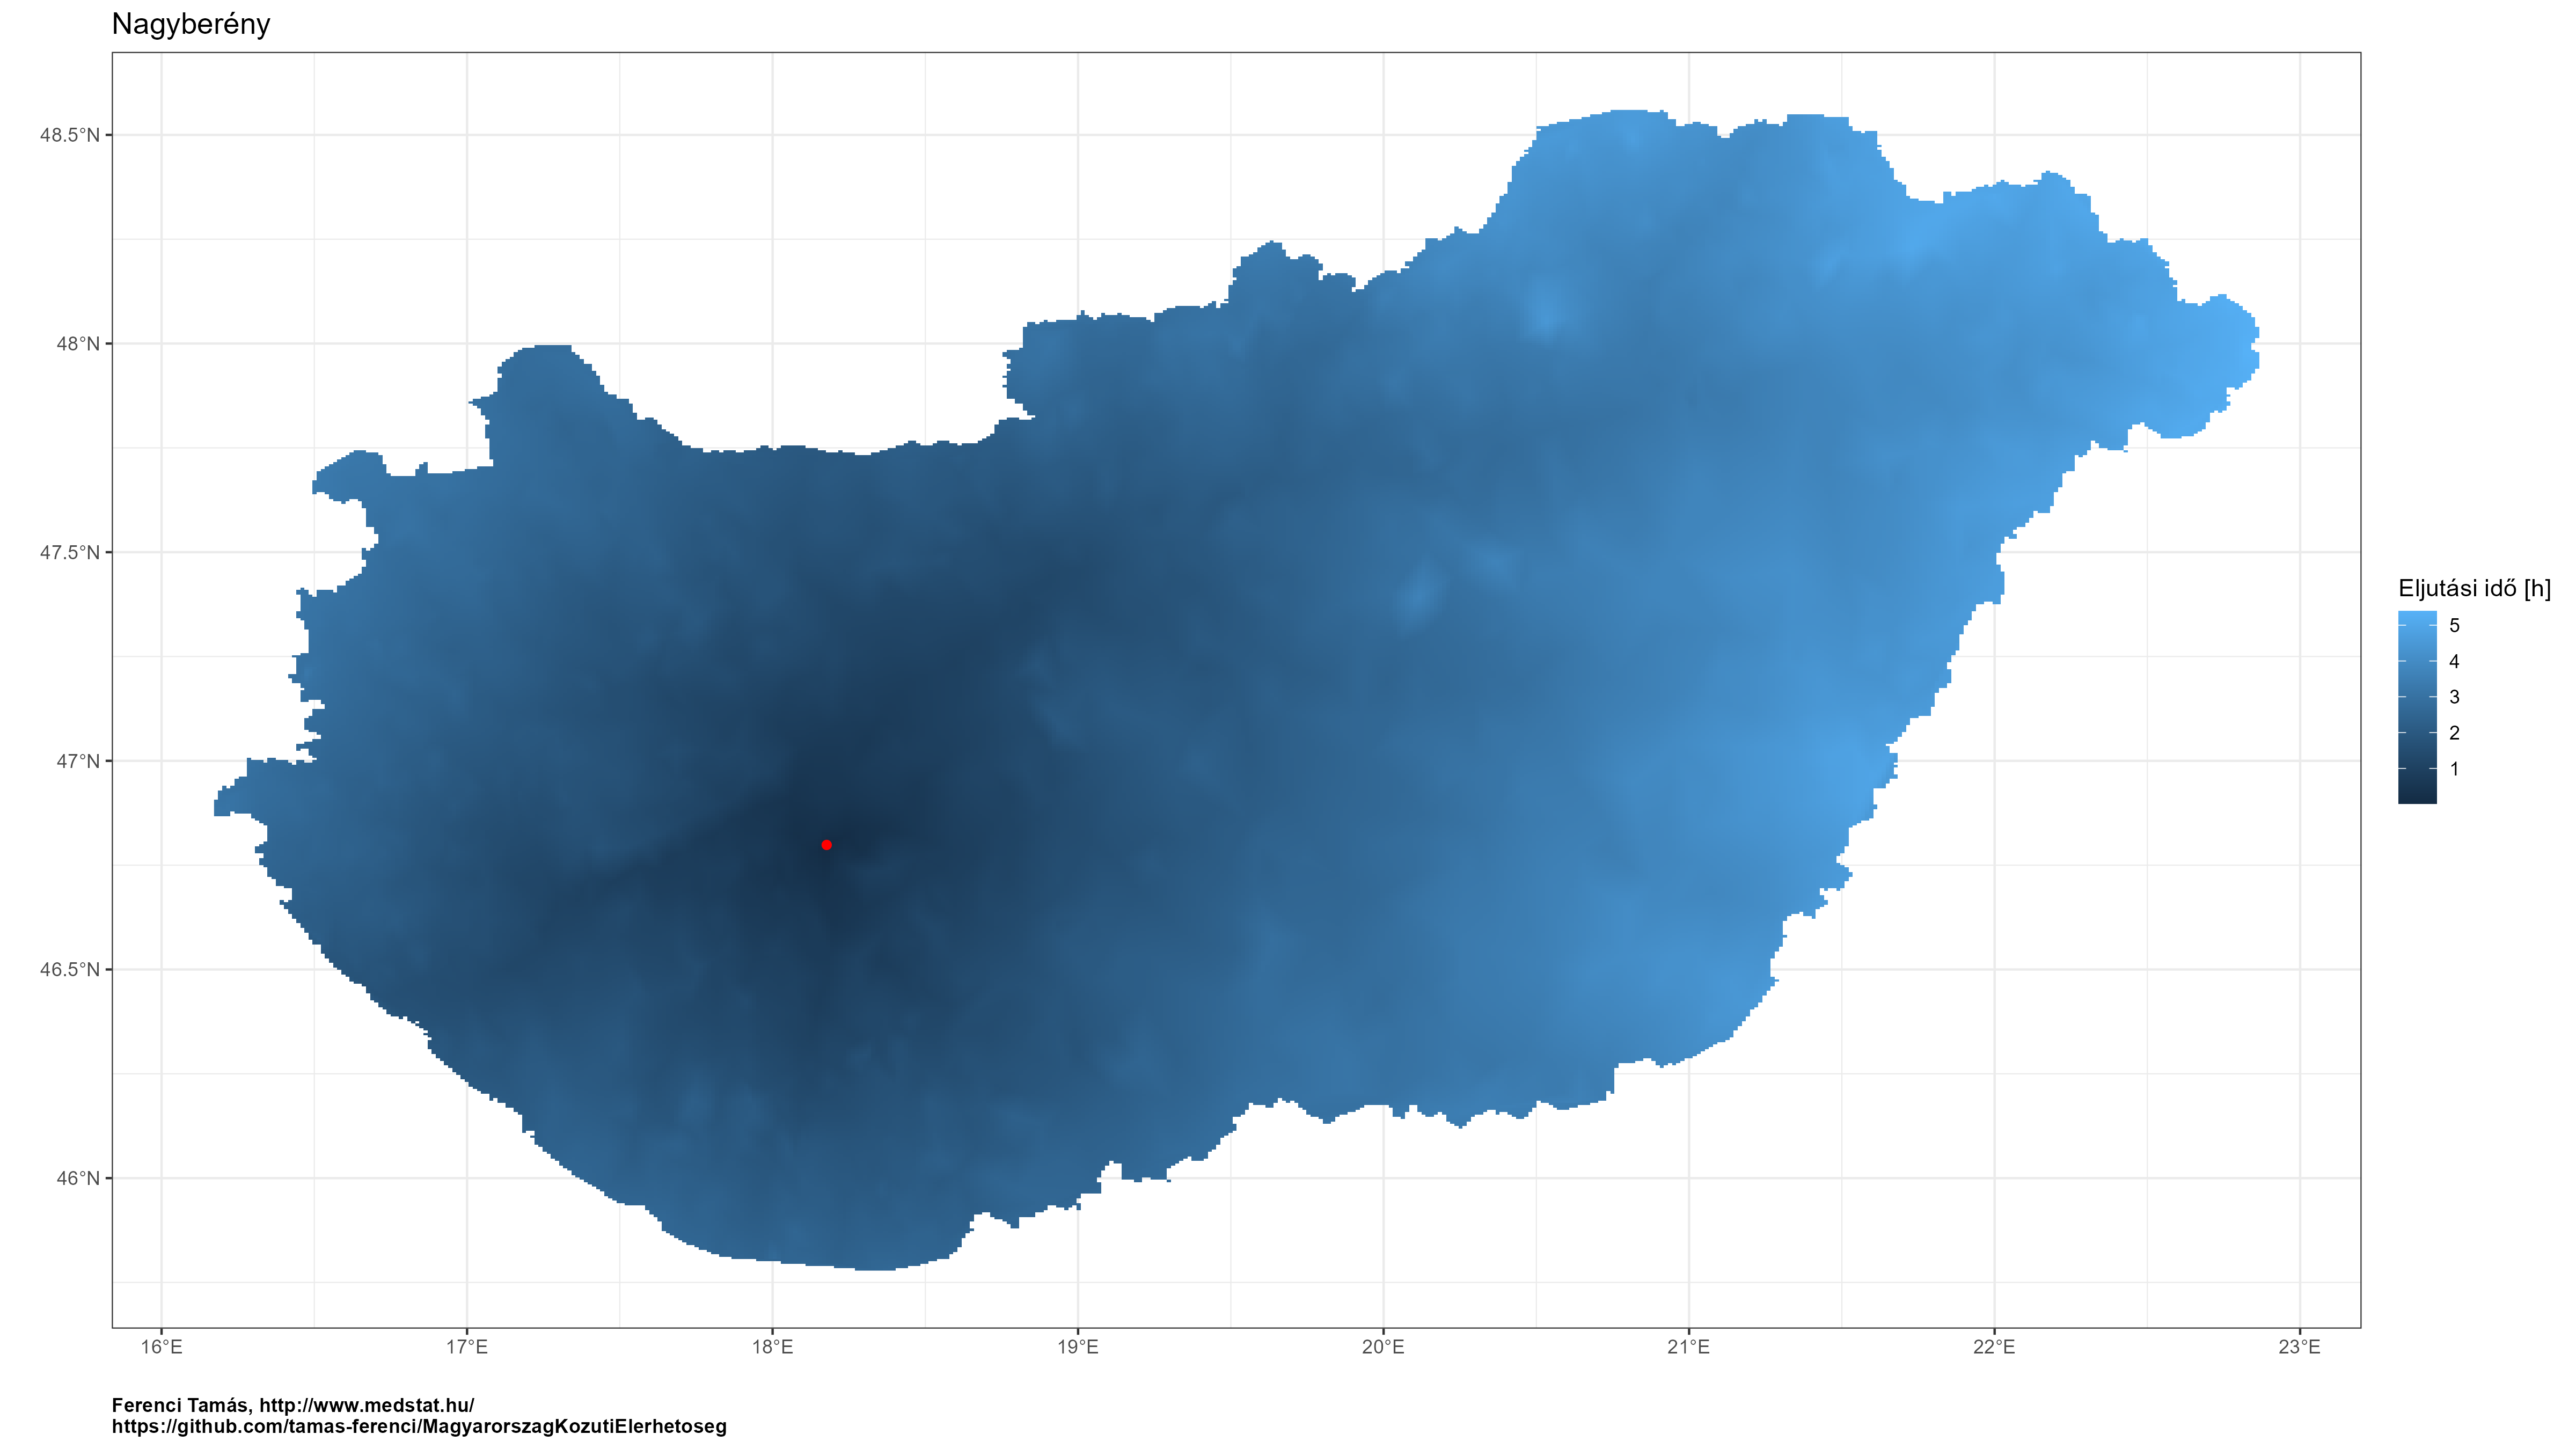 Nagyberény
48.5°N
48°N
47.5°N
47°N
46.5°N
46°N
16°E
17°E
18°E
19°E
20°E
21°E
22°E
23°E
Eljutási idő [h]
5
4
3
2
1
Ferenci Tamás, http://www.medstat.hu/
https://github.com/tamas-ferenci/MagyarorszagKozutiElerhetoseg